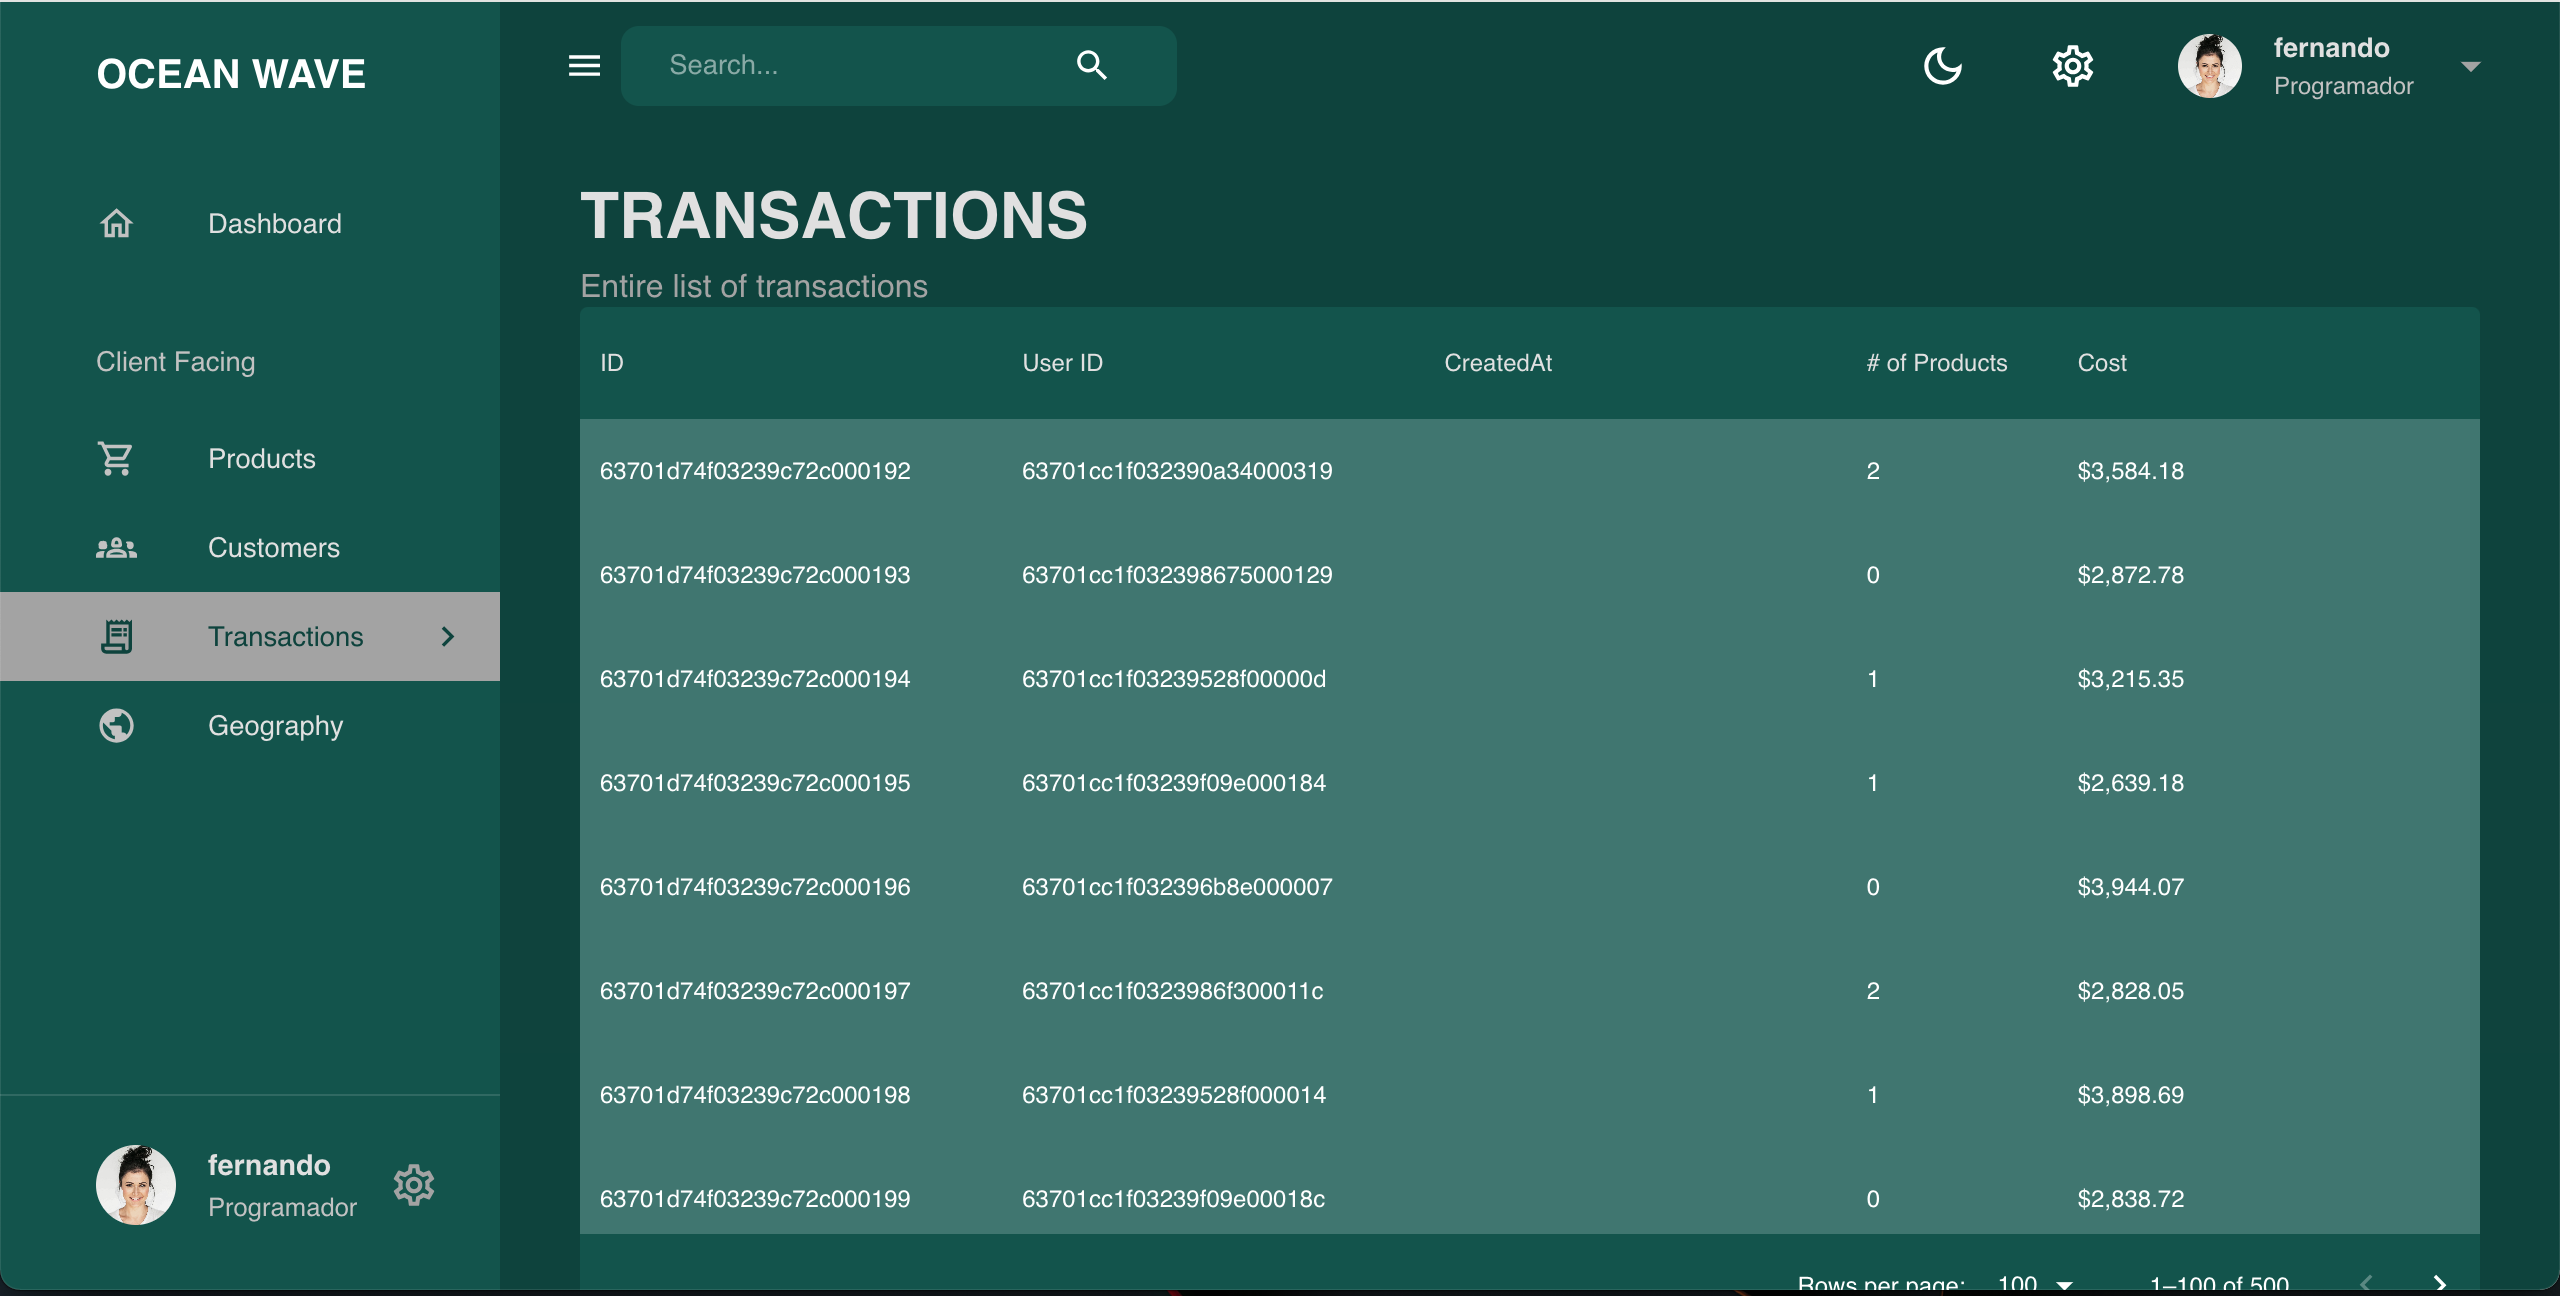 OCEAN WAVE
Search...
fernando
Programador
Dashboard
TRANSACTIONS
Entire list of transactions
Client Facing
Products
Customers
Transactions
Geography
ID User ID CreatedAt # of Products Cost
63701d74f03239c72c000192 63701cc1f032390a34000319 2 $3,584.18
63701d74f03239c72c000193 63701cc1f032398675000129 0 $2,872.78
63701d74f03239c72c000194 63701cc1f03239528f00000d 1 $3,215.35
63701d74f03239c72c000195 63701cc1f03239f09e000184 1 $2,639.18
63701d74f03239c72c000196 63701cc1f032396b8e000007 0 $3,944.07
63701d74f03239c72c000197 63701cc1f0323986f300011c 2 $2,828.05
63701d74f03239c72c000198 63701cc1f03239528f000014 1 $3,898.69
63701d74f03239c72c000199 63701cc1f03239f09e00018c 0 $2,838.72
fernando
Programador
Rows per page: 100 1–100 of 500